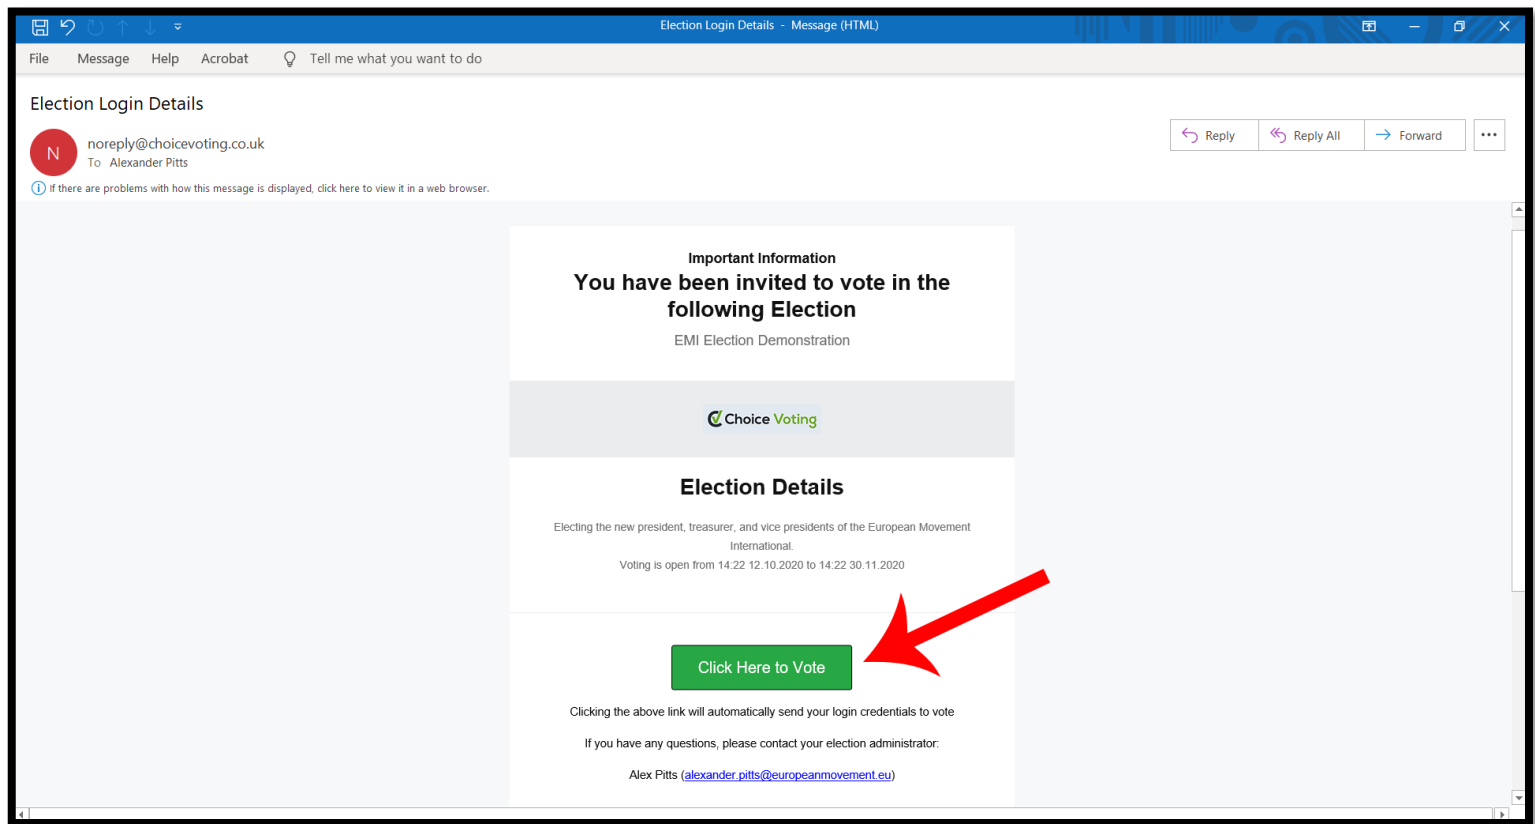 Election Login Details - Message (HTML)
File Message Help Acrobat Tell me what you want to do
Election Login Details
N
noreply@choicevoting.co.uk
To Alexander Pitts
Reply Reply All Forward
If there are problems with how this message is displayed, click here to view it in a web browser.
Important Information
You have been invited to vote in the
following Election
EMI Election Demonstration
Choice Voting
Election Details
Electing the new president, treasurer, and vice presidents of the European Movement
International.
Voting is open from 14:22 12.10.2020 to 14:22 30.11.2020
Click Here to Vote
Clicking the above link will automatically send your login credentials to vote
If you have any questions, please contact your election administrator:
Alex Pitts (alexander.pitts@europeanmovement.eu)